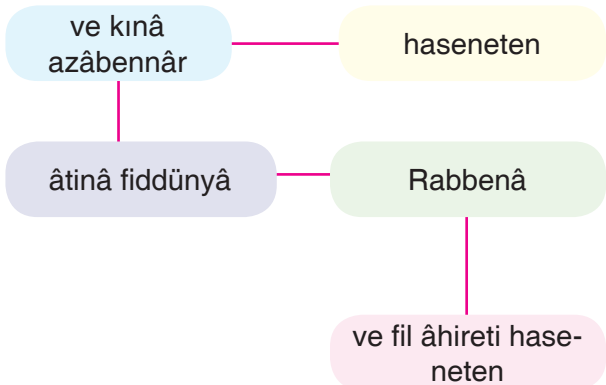 ve kınâ
azâbennâr
haseneten
âtinâ fiddünyâ
Rabbenâ
ve fil âhireti hase-
neten